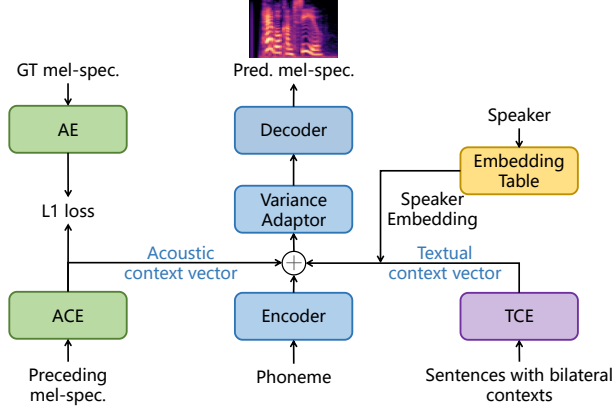 GT mel-spec.
Pred. mel-spec.
Speaker
AE
Decoder
Embedding
Table
L1 loss
Variance
Adaptor
Speaker
Embedding
Acoustic
context vector
Textual
context vector
ACE
Encoder
TCE
Preceding
mel-spec.
Phoneme
Sentences with bilateral
contexts